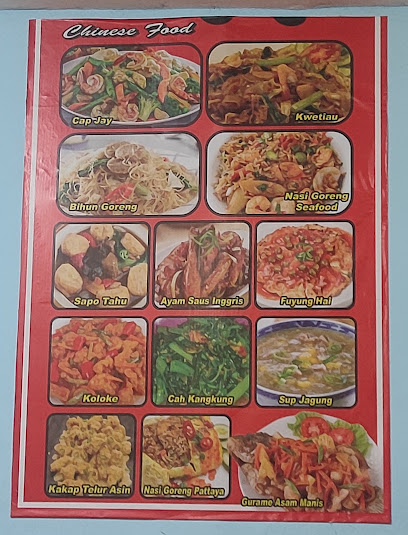 Chinese Food
Cap Jay
Kwetiau
Bihun Goreng
Nasi Goreng
Seafood
Sapo Tahu
Ayam Saus Inggris
Fuyung Hai
Koloke
Cah Kangkung
Sup Jagung
Kakap Telur Asin
Nasi Goreng Pattaya
Gurame Asam Manis